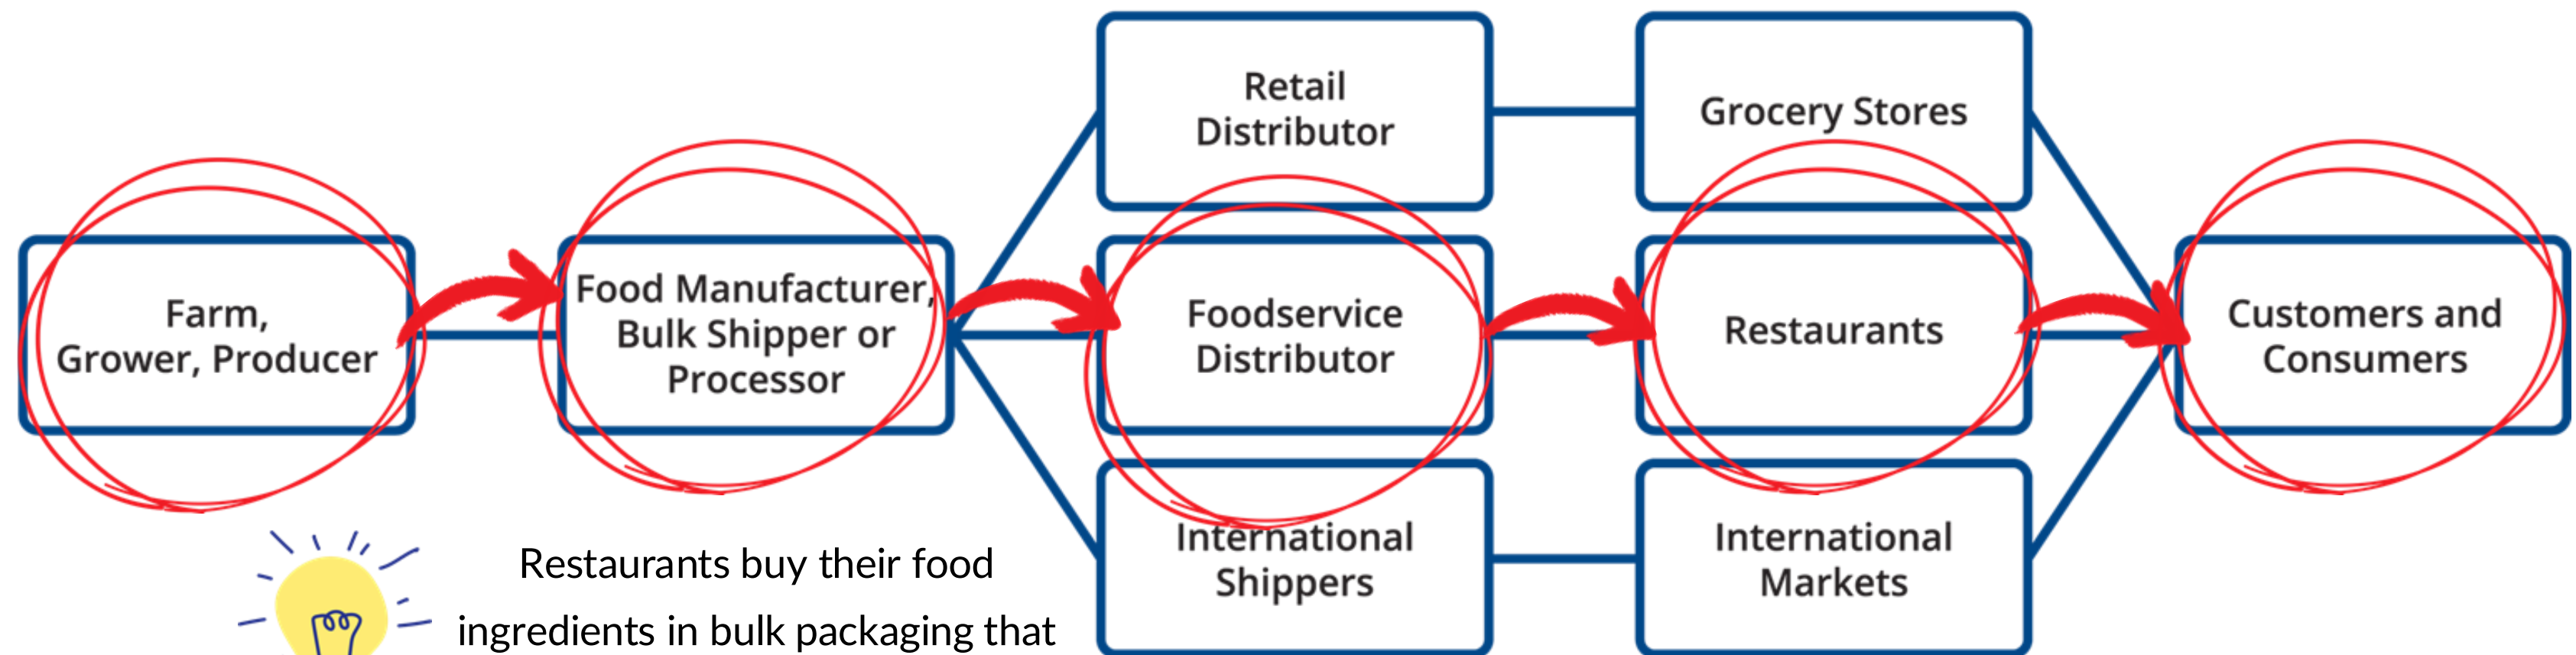 Retail
Distributor
Grocery Stores
Farm,
Grower, Producer
Food Manufacturer,
Bulk Shipper or
Processor
Foodservice
Distributor
Restaurants
Customers and
Consumers
International
Shippers
International
Markets
Restaurants buy their food
ingredients in bulk packaging that